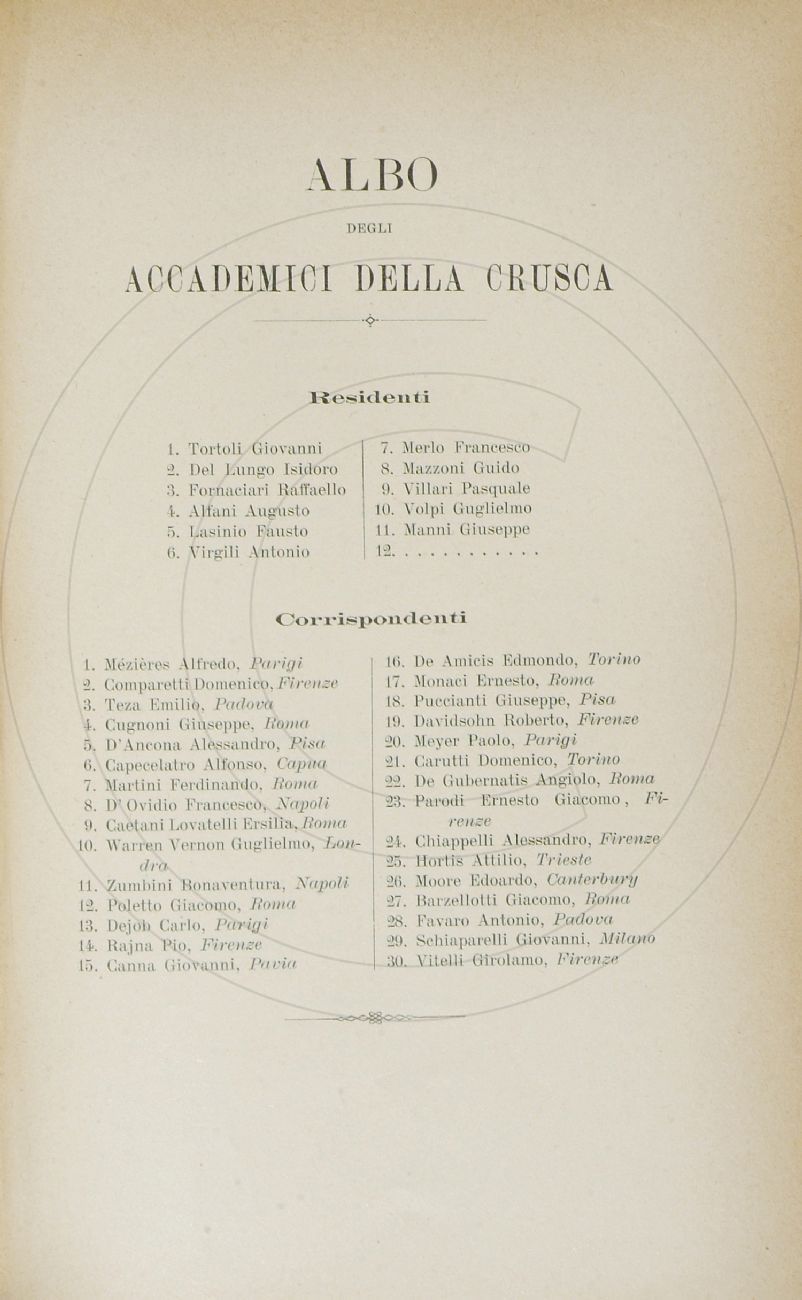 ALBO
DEGLI
ACCADEMICI DELLA CRUSCA
Residenti
1. Tortoli Giovanni
2. Del Lungo Isidoro
3. Fornaciari Raffaello
4. Alfani Augusto
5. Lasinio Fausto
6. Virgili Antonio
7. Merlo Francesco
8. Mazzoni Guido
9. Villari Pasquale
10. Volpi Guglielmo
11. Manni Giuseppe
12. . . . . . . . . . . .
Corrispondenti
1. Mézières Alfredo, Parigi
2. Comparetti Domenico, Firenze
3. Teza Emilio, Padova
4. Cugnoni Giuseppe, Roma
5. D'Ancona Alessandro, Pisa
6. Capecelatro Alfonso, Capua
7. Martini Ferdinando, Roma
8. D'Ovidio Francesco, Napoli
9. Caetani Lovatelli Ersilia, Roma
10. Warren Vernon Guglielmo, Lon-
dra
11. Zumbini Bonaventura, Napoli
12. Poletto Giacomo, Roma
13. Dejob Carlo, Parigi
14. Rajna Pio, Firenze
15. Canna Giovanni, Pavia
16. De Amicis Edmondo, Torino
17. Monaci Ernesto, Roma
18. Puccianti Giuseppe, Pisa
19. Davidsohn Roberto, Firenze
20. Meyer Paolo, Parigi
21. Carutti Domenico, Torino
22. De Gubernatis Angiolo, Roma
23. Parodi Ernesto Giacomo, Fi-
renze
24. Chiappelli Alessandro, Firenze
25. Hortis Attilio, Trieste
26. Moore Edoardo, Canterbury
27. Barzellotti Giacomo, Roma
28. Favaro Antonio, Padova
29. Schiaparelli Giovanni, Milano
30. Vitelli Girolamo, Firenze